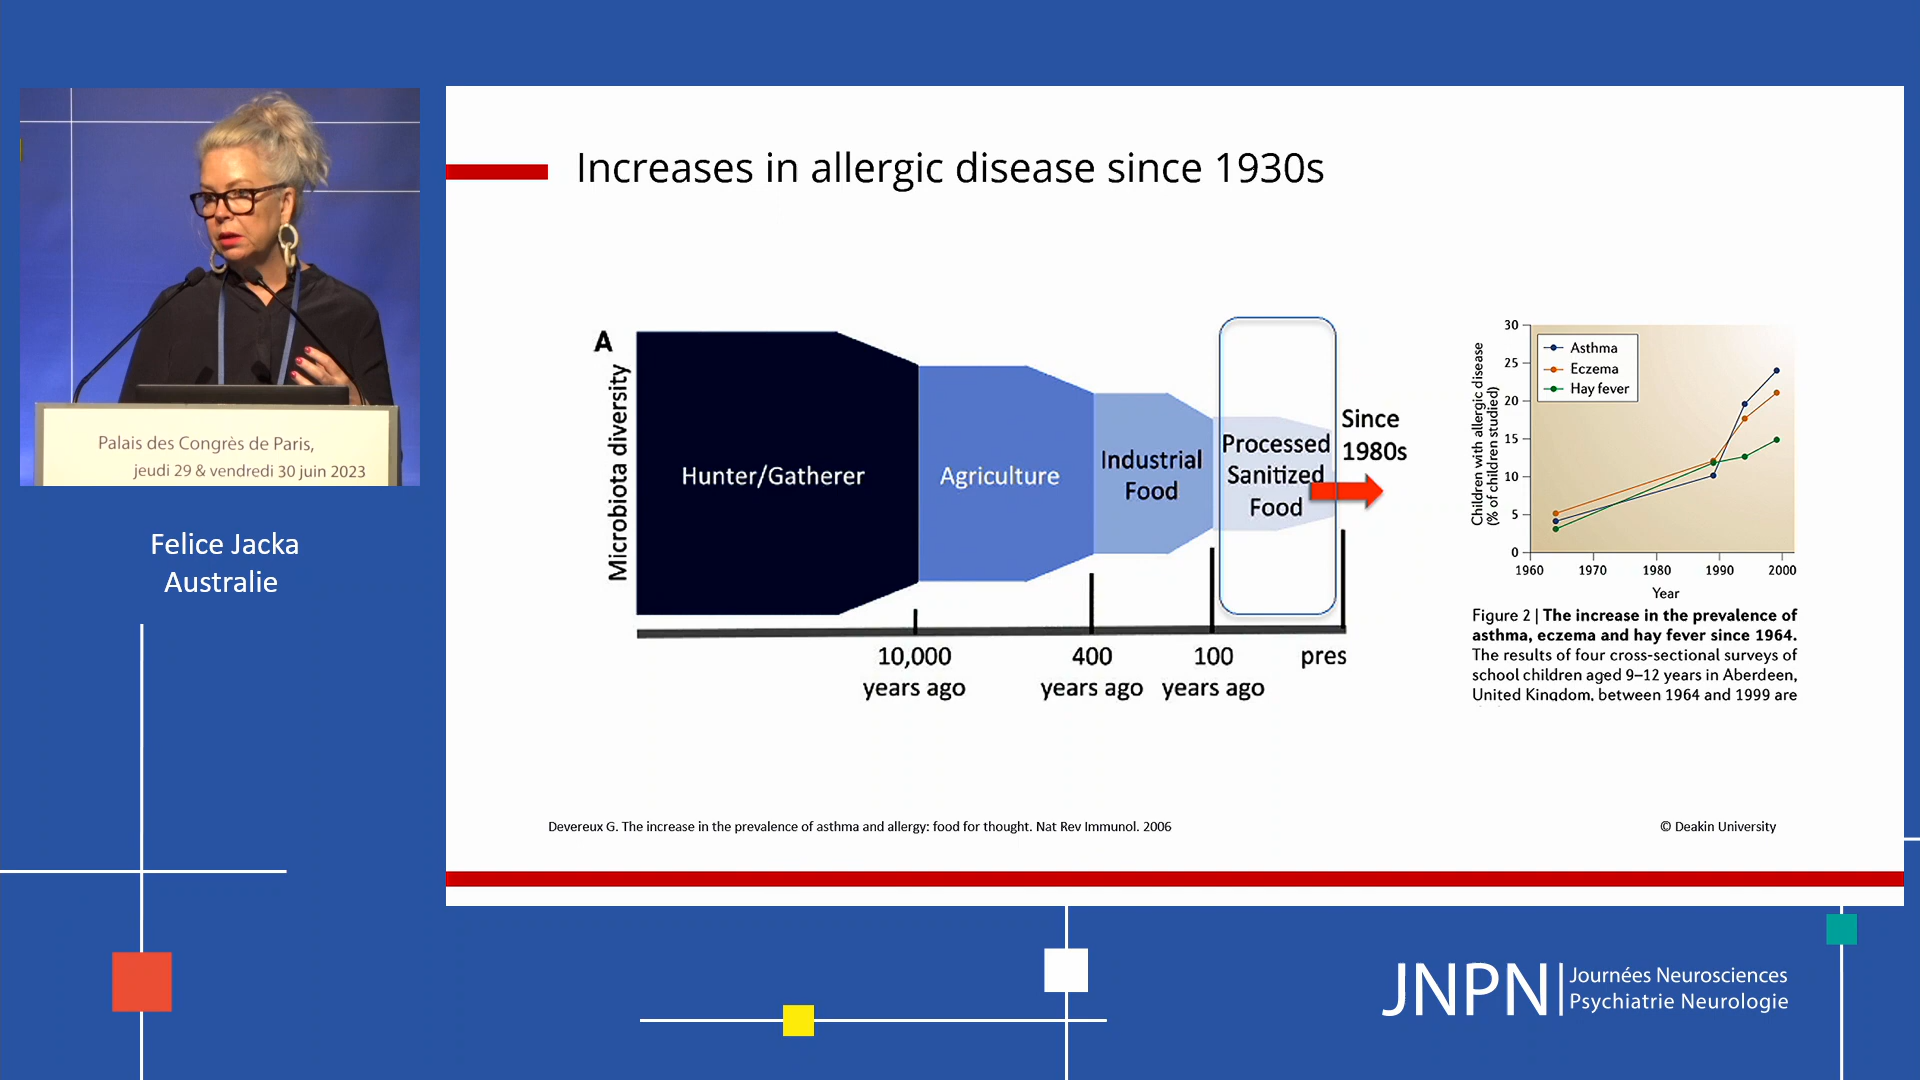 Palais des Congrès de Paris,
jeudi 29 & vendredi 30 juin 2023
Felice Jacka
Australie
Increases in allergic disease since 1930s
A
Microbiota diversity
Hunter/Gatherer
Agriculture
Industrial
Food
Processed
Sanitized
Food
Since
1980s
10,000
years ago
400
years ago
100
years ago
pres
Children with allergic disease
(% of children studied)
30
25
20
15
10
5
0
Asthma
Eczema
Hay fever
1960
1970
1980
1990
2000
Year
Figure 2 | The increase in the prevalence of
asthma, eczema and hay fever since 1964.
The results of four cross-sectional surveys of
school children aged 9–12 years in Aberdeen,
United Kingdom, between 1964 and 1999 are
Devereux G. The increase in the prevalence of asthma and allergy: food for thought. Nat Rev Immunol. 2006
© Deakin University
JNPN
Journées Neurosciences
Psychiatrie Neurologie